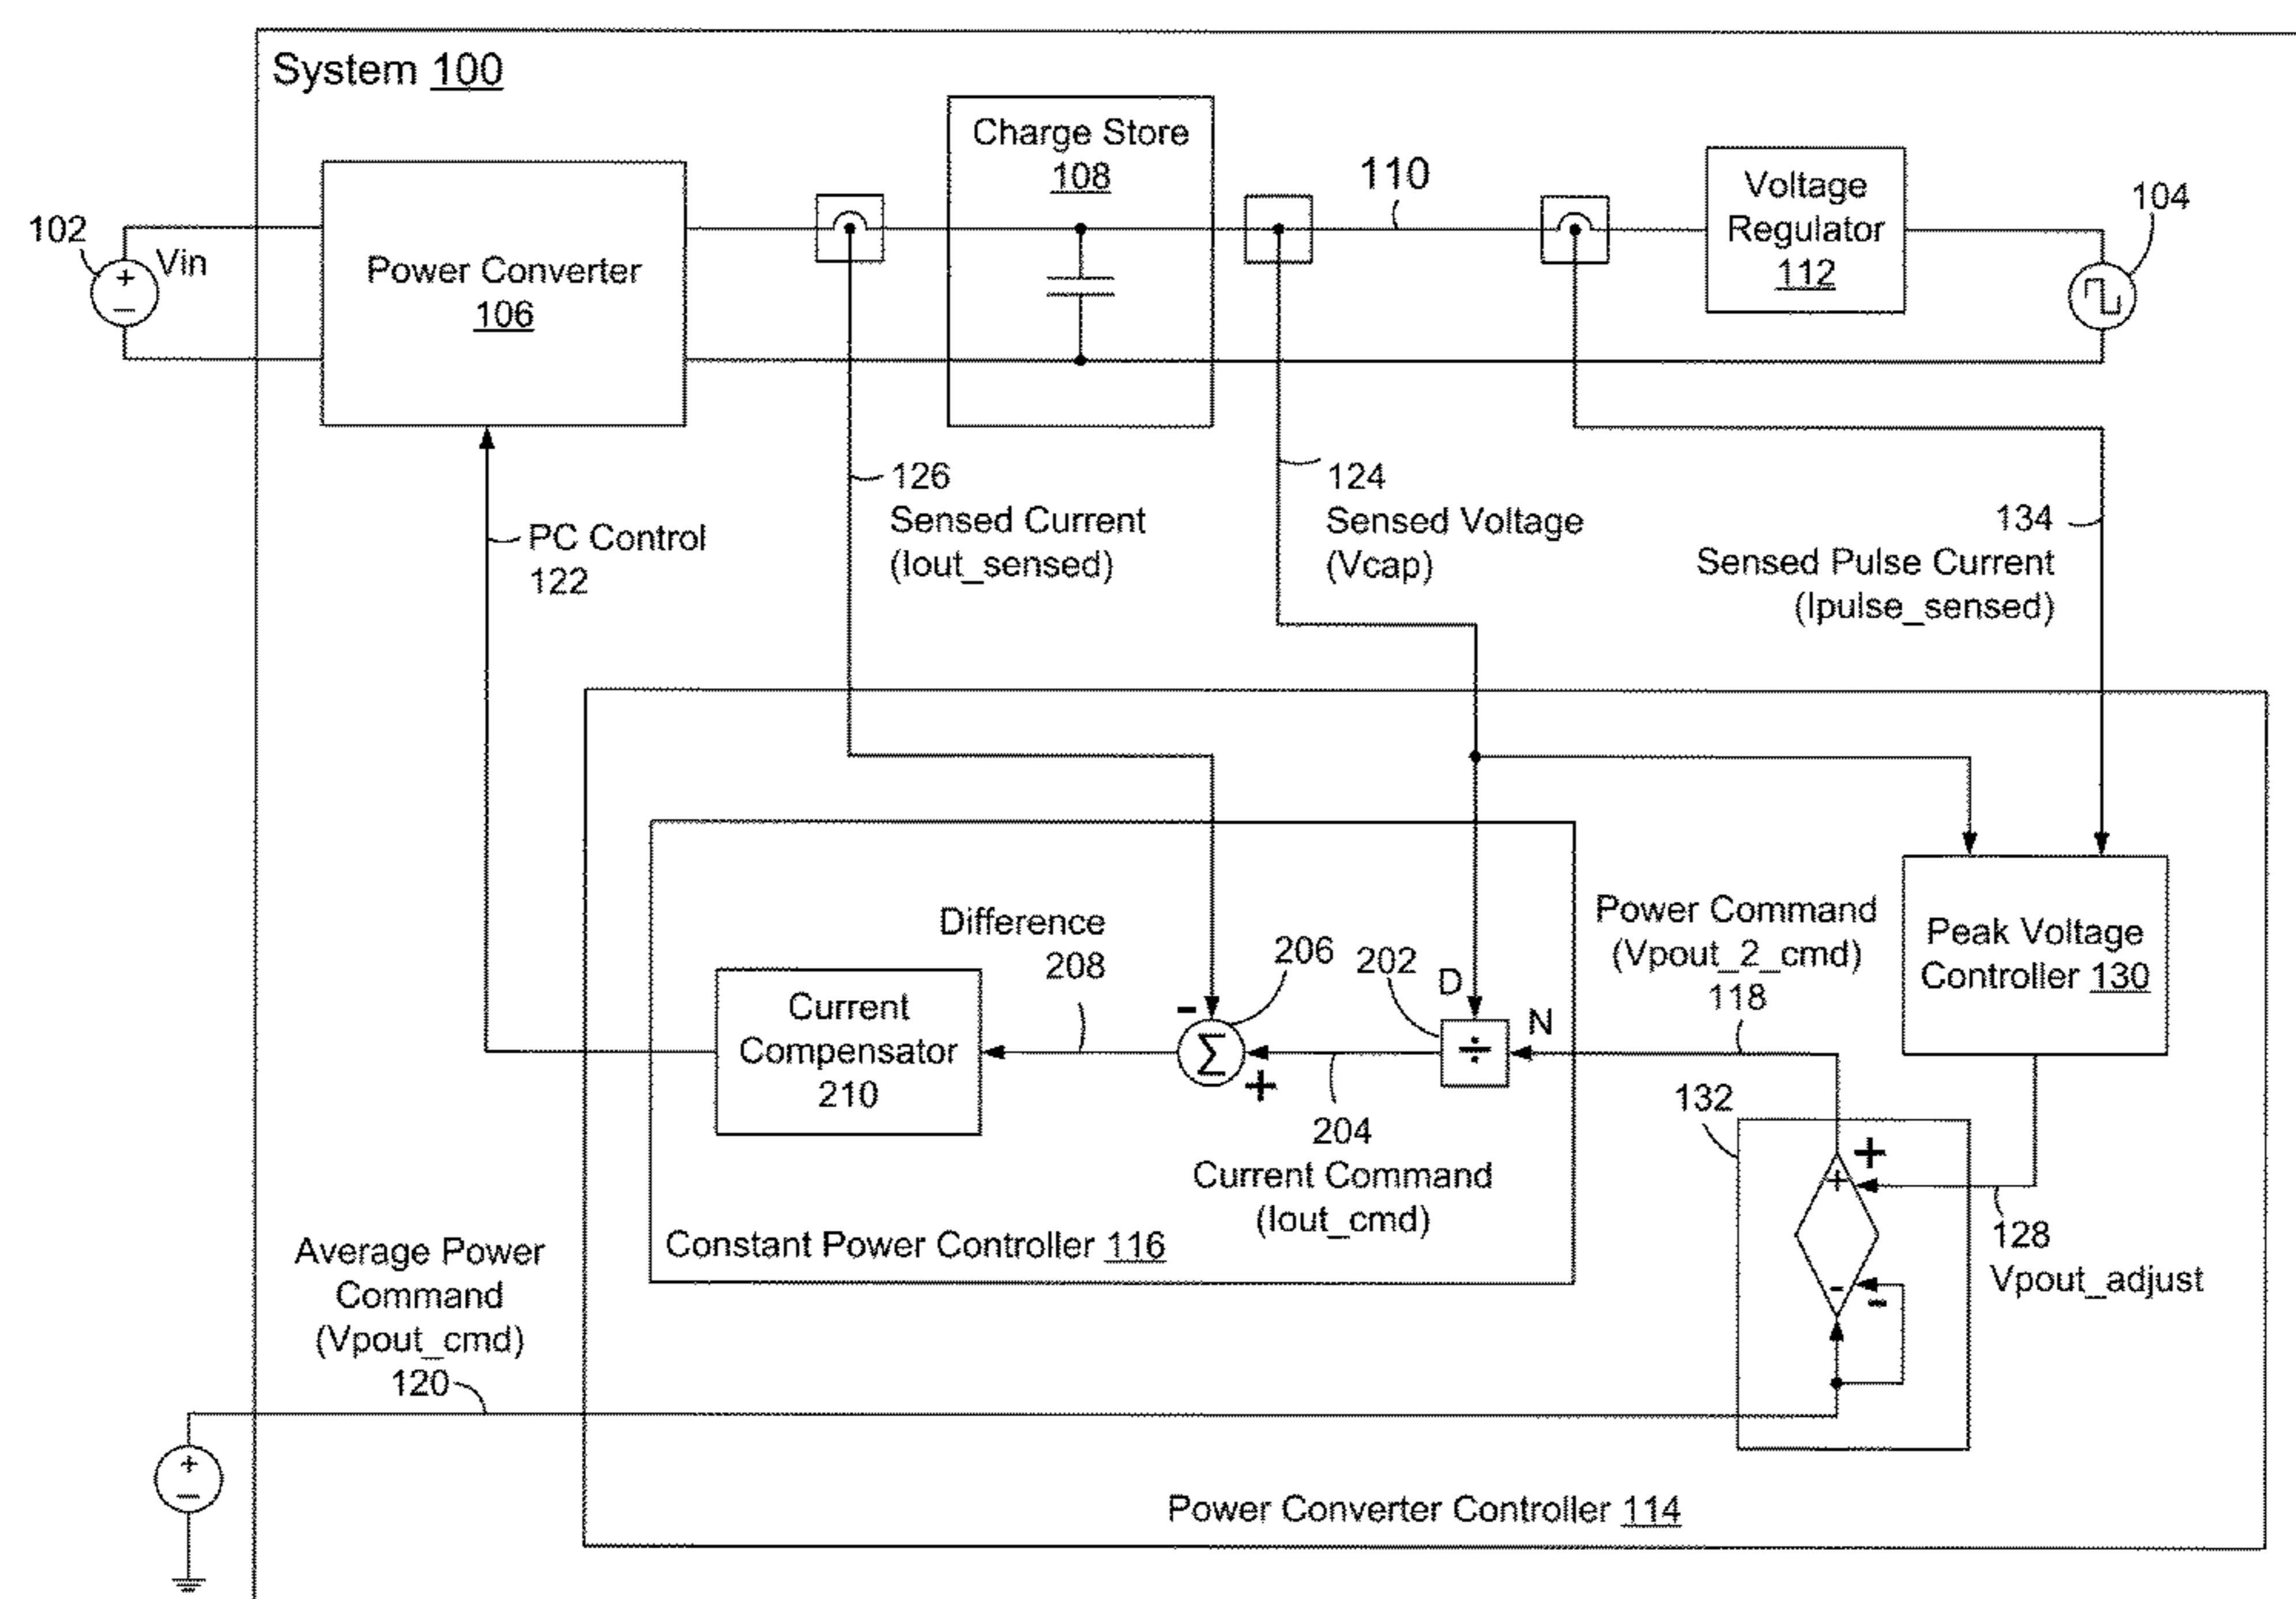 System 100
Charge Store
108
110
Voltage
Regulator
112
104
102
Vin
+
−
Power Converter
106
126
Sensed Current
(Iout_sensed)
124
Sensed Voltage
(Vcap)
134
Sensed Pulse Current
(Ipulse_sensed)
PC Control
122
Difference
208
206
202
D
N
Power Command
(Vpout_2_cmd)
118
Peak Voltage
Controller 130
Current
Compensator
210
-
Σ
+
÷
204
Current Command
(Iout_cmd)
132
+
+
-
-
128
Vpout_adjust
Constant Power Controller 116
Average Power
Command
(Vpout_cmd)
120
+
−
Power Converter Controller 114